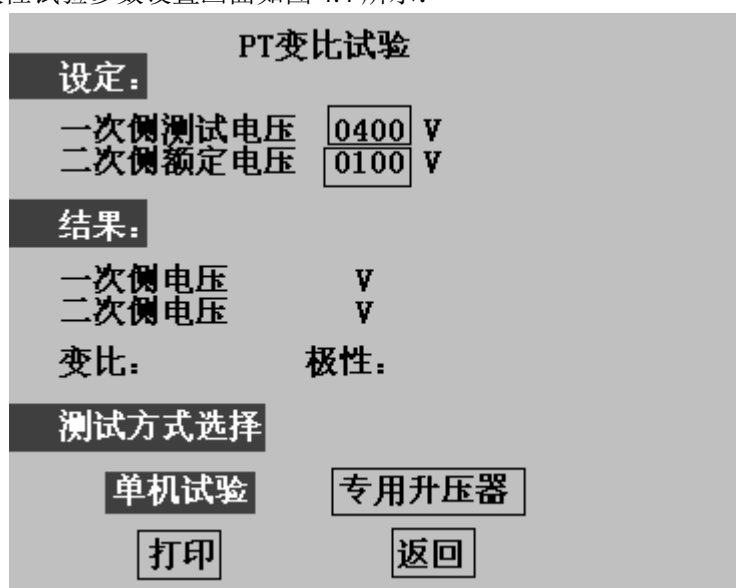 PT变比试验
设定：
一次侧测试电压 0400 V
二次侧额定电压 0100 V
结果：
一次侧电压 V
二次侧电压 V
变比： 极性：
测试方式选择
单机试验 专用升压器
打印 返回